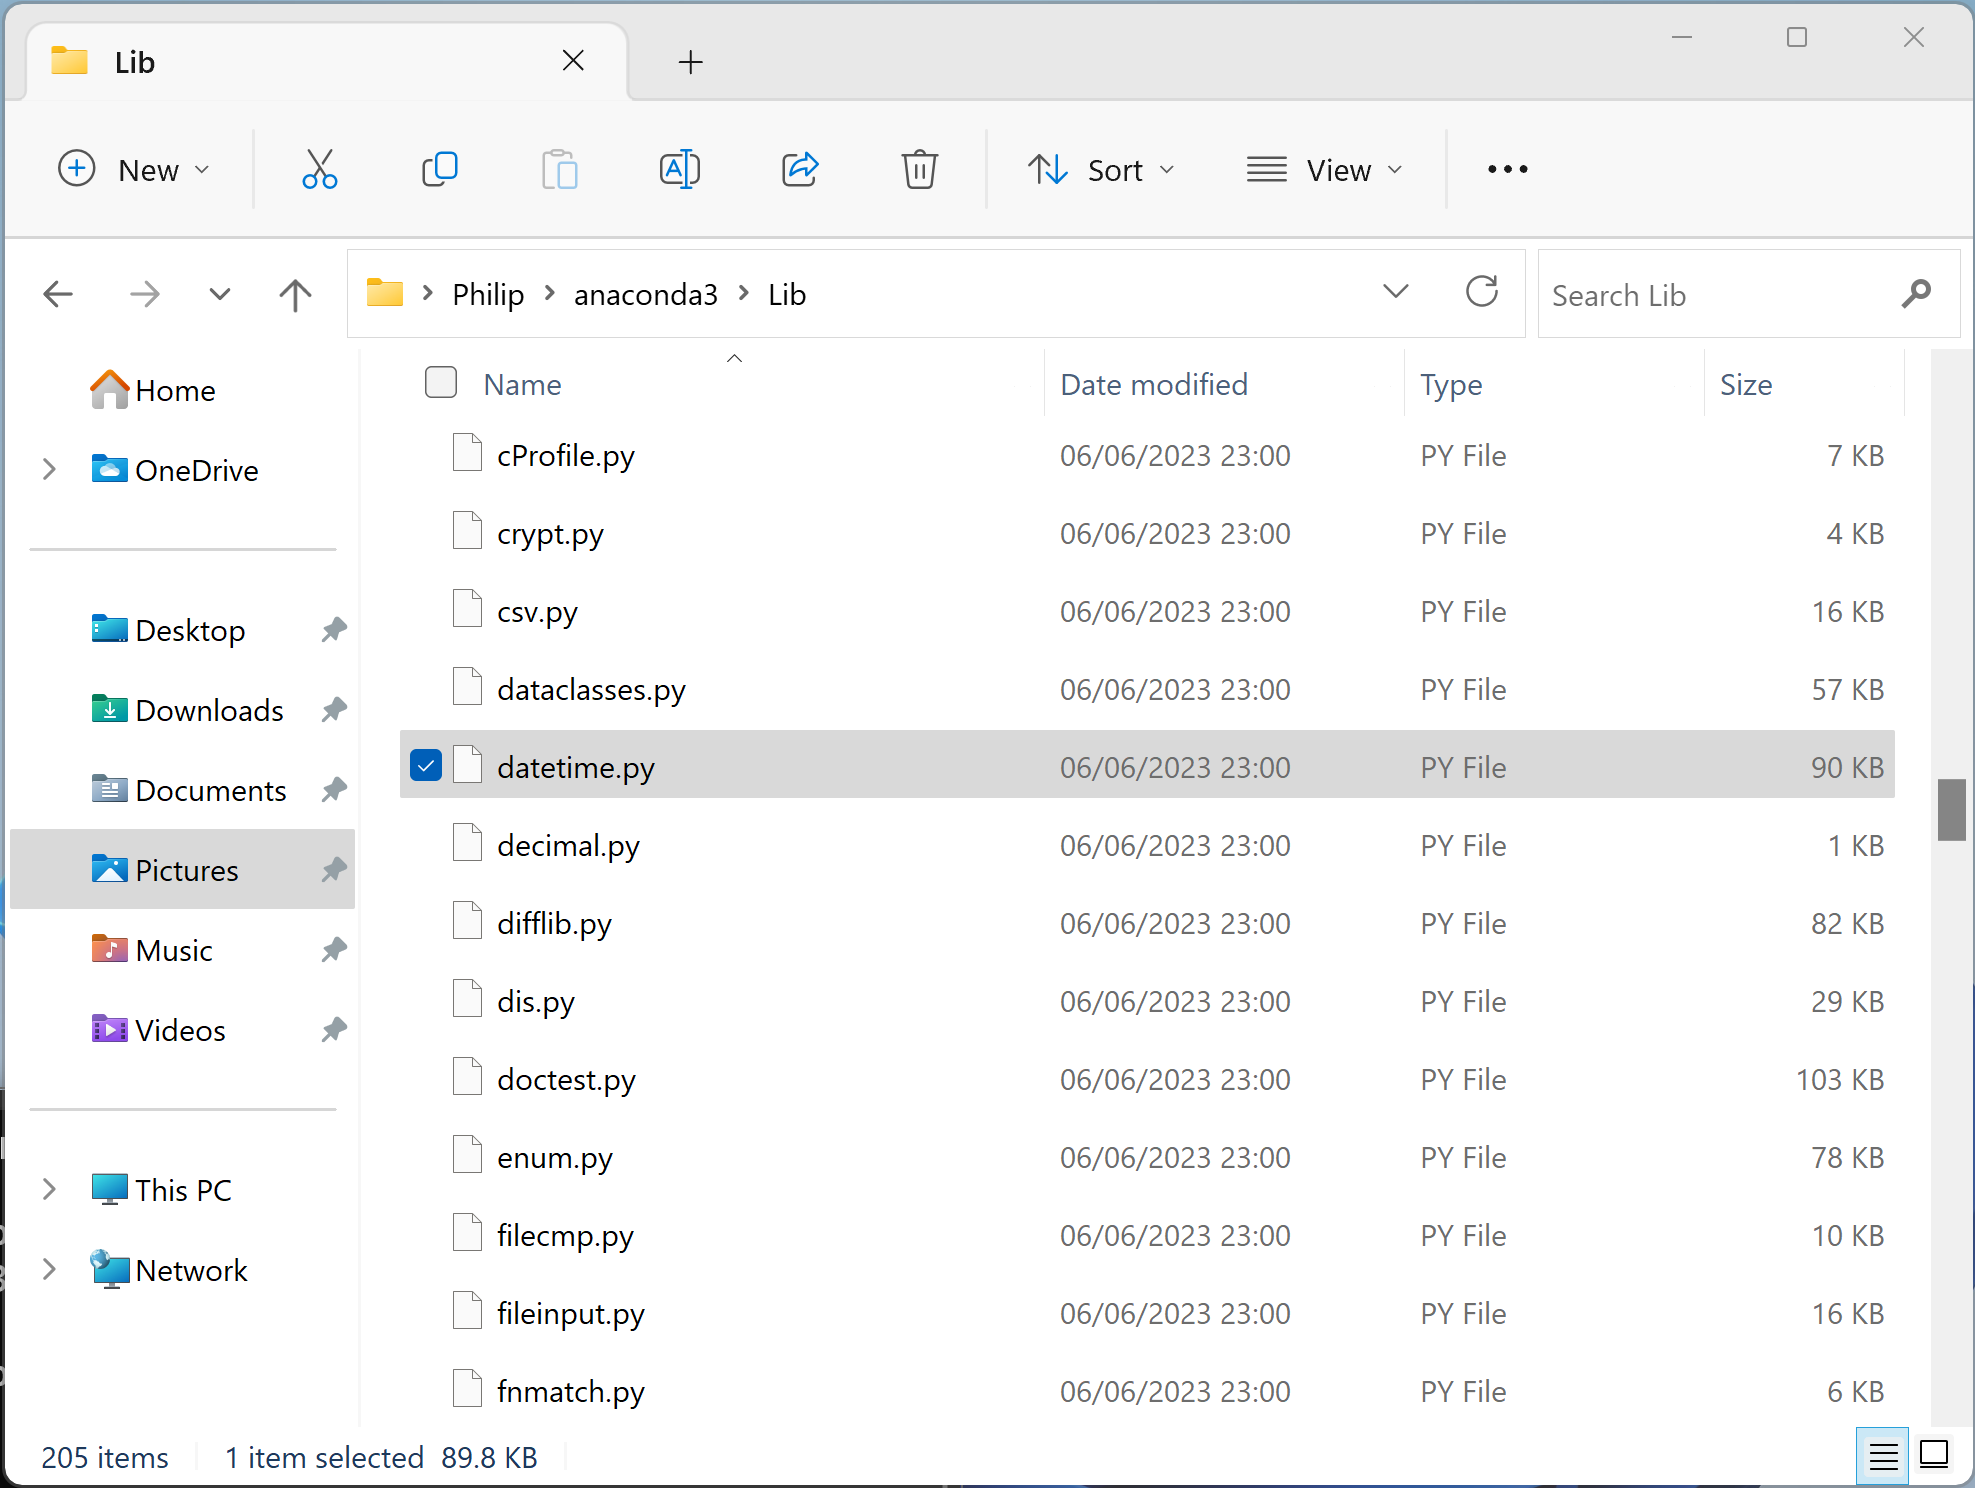 Lib
New
Sort
View
Philip > anaconda3 > Lib
Search Lib
Home
OneDrive
Desktop
Downloads
Documents
Pictures
Music
Videos
This PC
Network
Name Date modified Type Size
cProfile.py 06/06/2023 23:00 PY File 7 KB
crypt.py 06/06/2023 23:00 PY File 4 KB
csv.py 06/06/2023 23:00 PY File 16 KB
dataclasses.py 06/06/2023 23:00 PY File 57 KB
datetime.py 06/06/2023 23:00 PY File 90 KB
decimal.py 06/06/2023 23:00 PY File 1 KB
difflib.py 06/06/2023 23:00 PY File 82 KB
dis.py 06/06/2023 23:00 PY File 29 KB
doctest.py 06/06/2023 23:00 PY File 103 KB
enum.py 06/06/2023 23:00 PY File 78 KB
filecmp.py 06/06/2023 23:00 PY File 10 KB
fileinput.py 06/06/2023 23:00 PY File 16 KB
fnmatch.py 06/06/2023 23:00 PY File 6 KB
205 items 1 item selected 89.8 KB